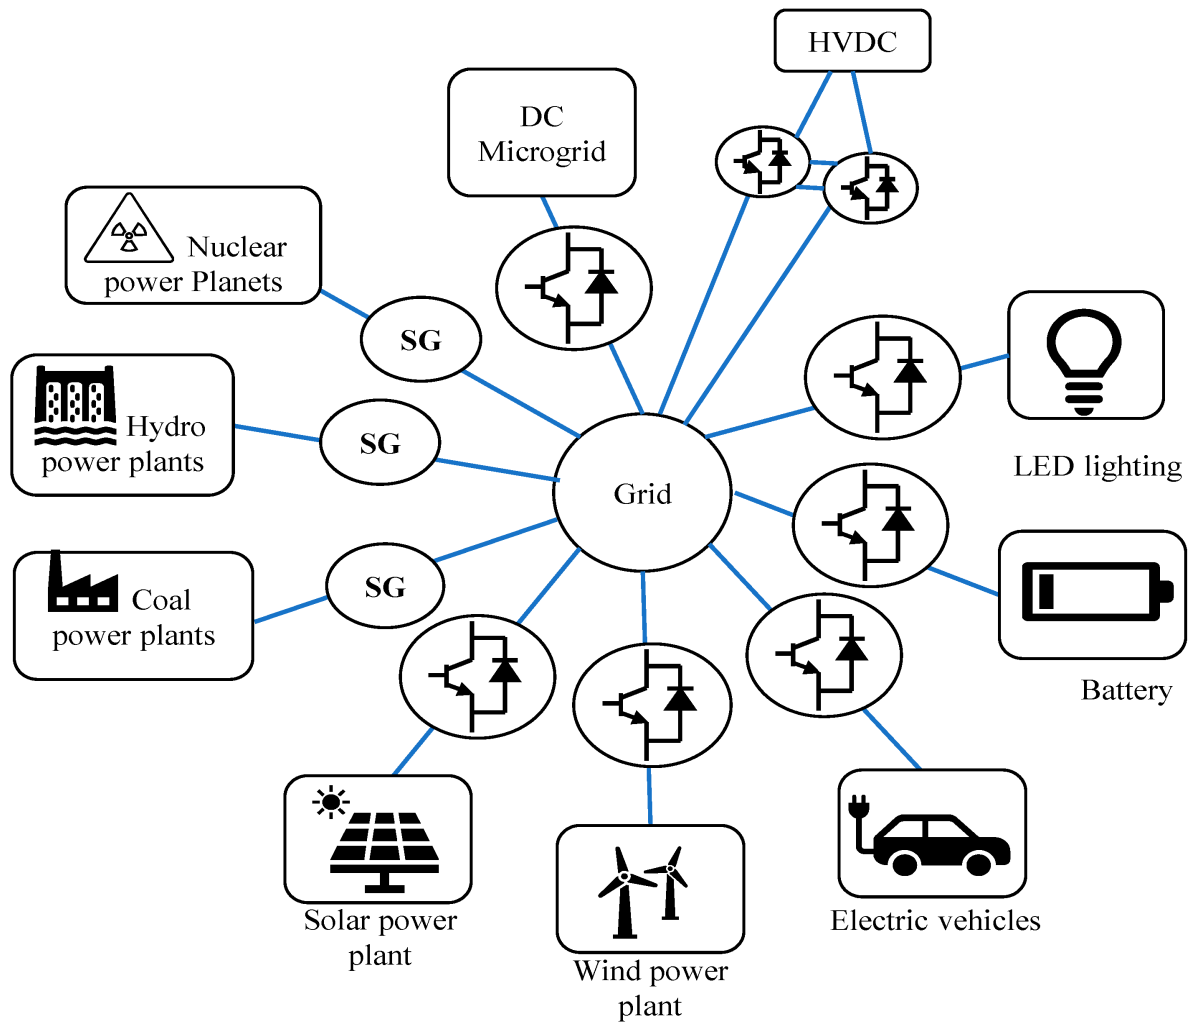 HVDC
DC
Microgrid
Nuclear
power Planets
SG
Hydro
power plants
SG
Grid
LED lighting
Coal
power plants
SG
Battery
Solar power
plant
Wind power
plant
Electric vehicles